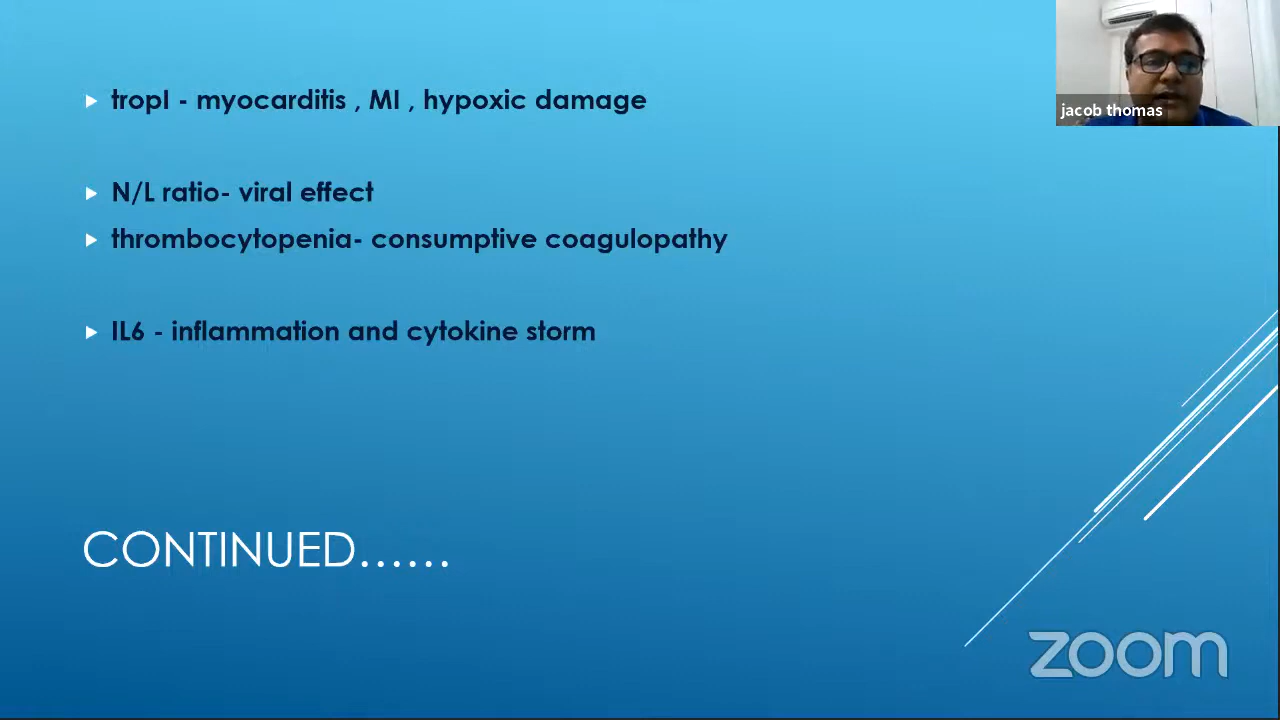 tropI - myocarditis , MI , hypoxic damage
N/L ratio- viral effect
thrombocytopenia- consumptive coagulopathy
IL6 - inflammation and cytokine storm
CONTINUED......
jacob thomas
zoom